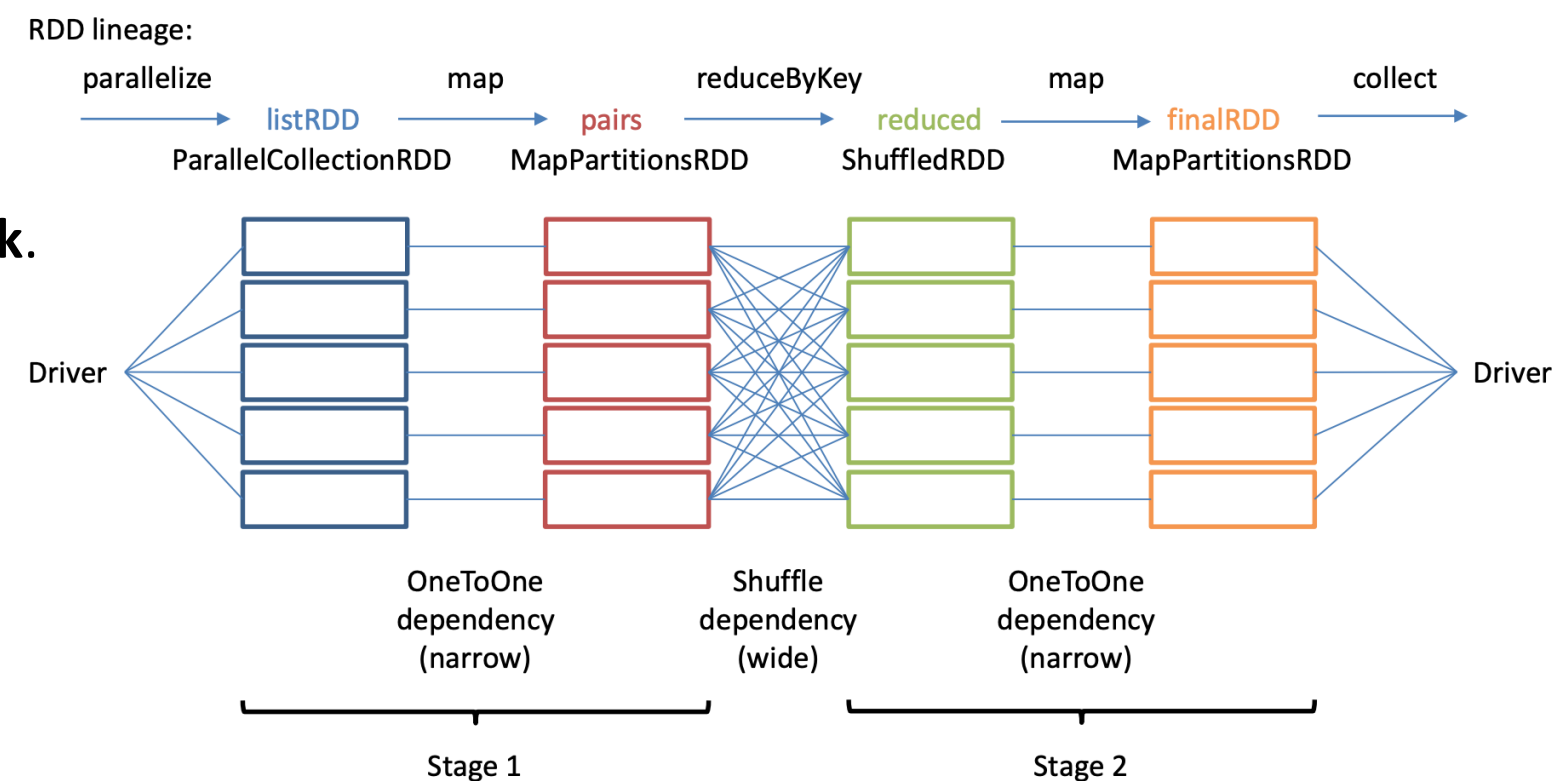 RDD lineage:
parallelize map reduceByKey map collect
listRDD pairs reduced finalRDD
ParallelCollectionRDD MapPartitionsRDD ShuffledRDD MapPartitionsRDD
k.
Driver Driver
OneToOne Shuffle OneToOne
dependency dependency dependency
(narrow) (wide) (narrow)
Stage 1 Stage 2